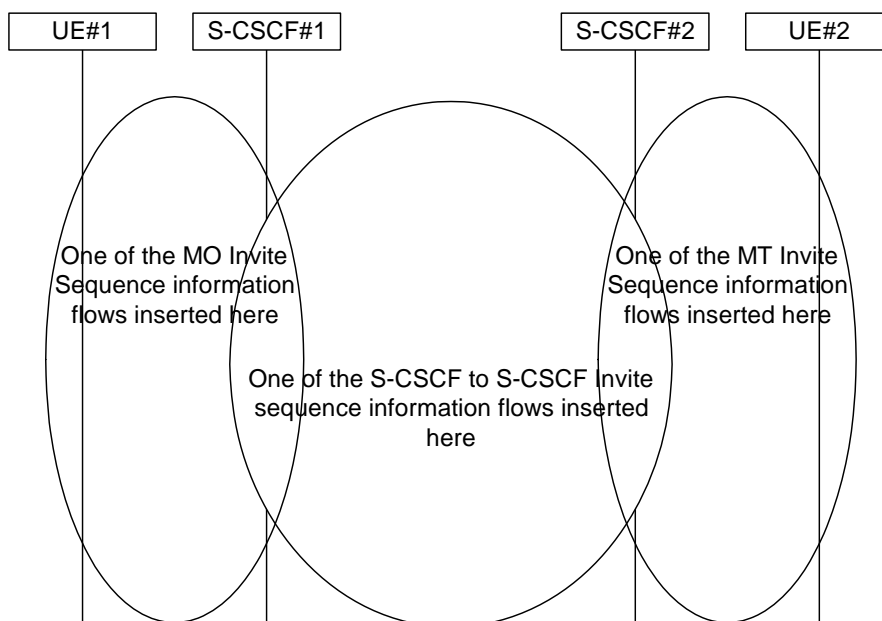 UE#1
S-CSCF#1
S-CSCF#2
UE#2
One of the MO Invite
Sequence information
flows inserted here
One of the MT Invite
Sequence information
flows inserted here
One of the S-CSCF to S-CSCF Invite
sequence information flows inserted
here